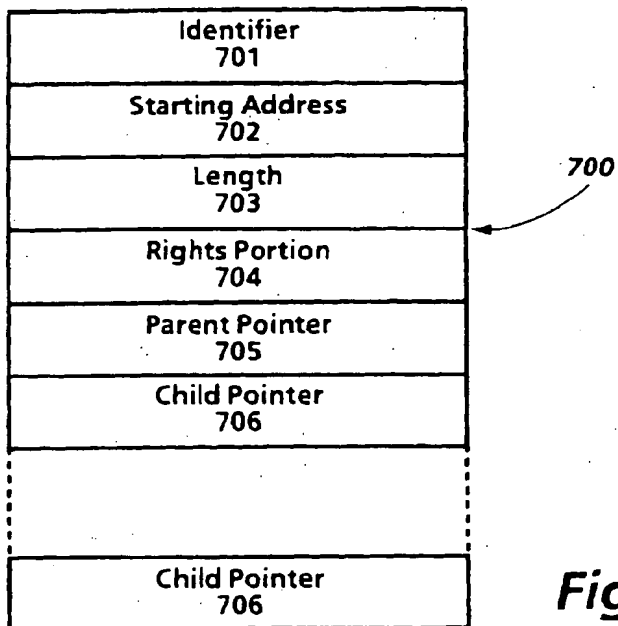 Identifier
701
Starting Address
702
Length
703
700
Rights Portion
704
Parent Pointer
705
Child Pointer
706
Child Pointer
706
Fig